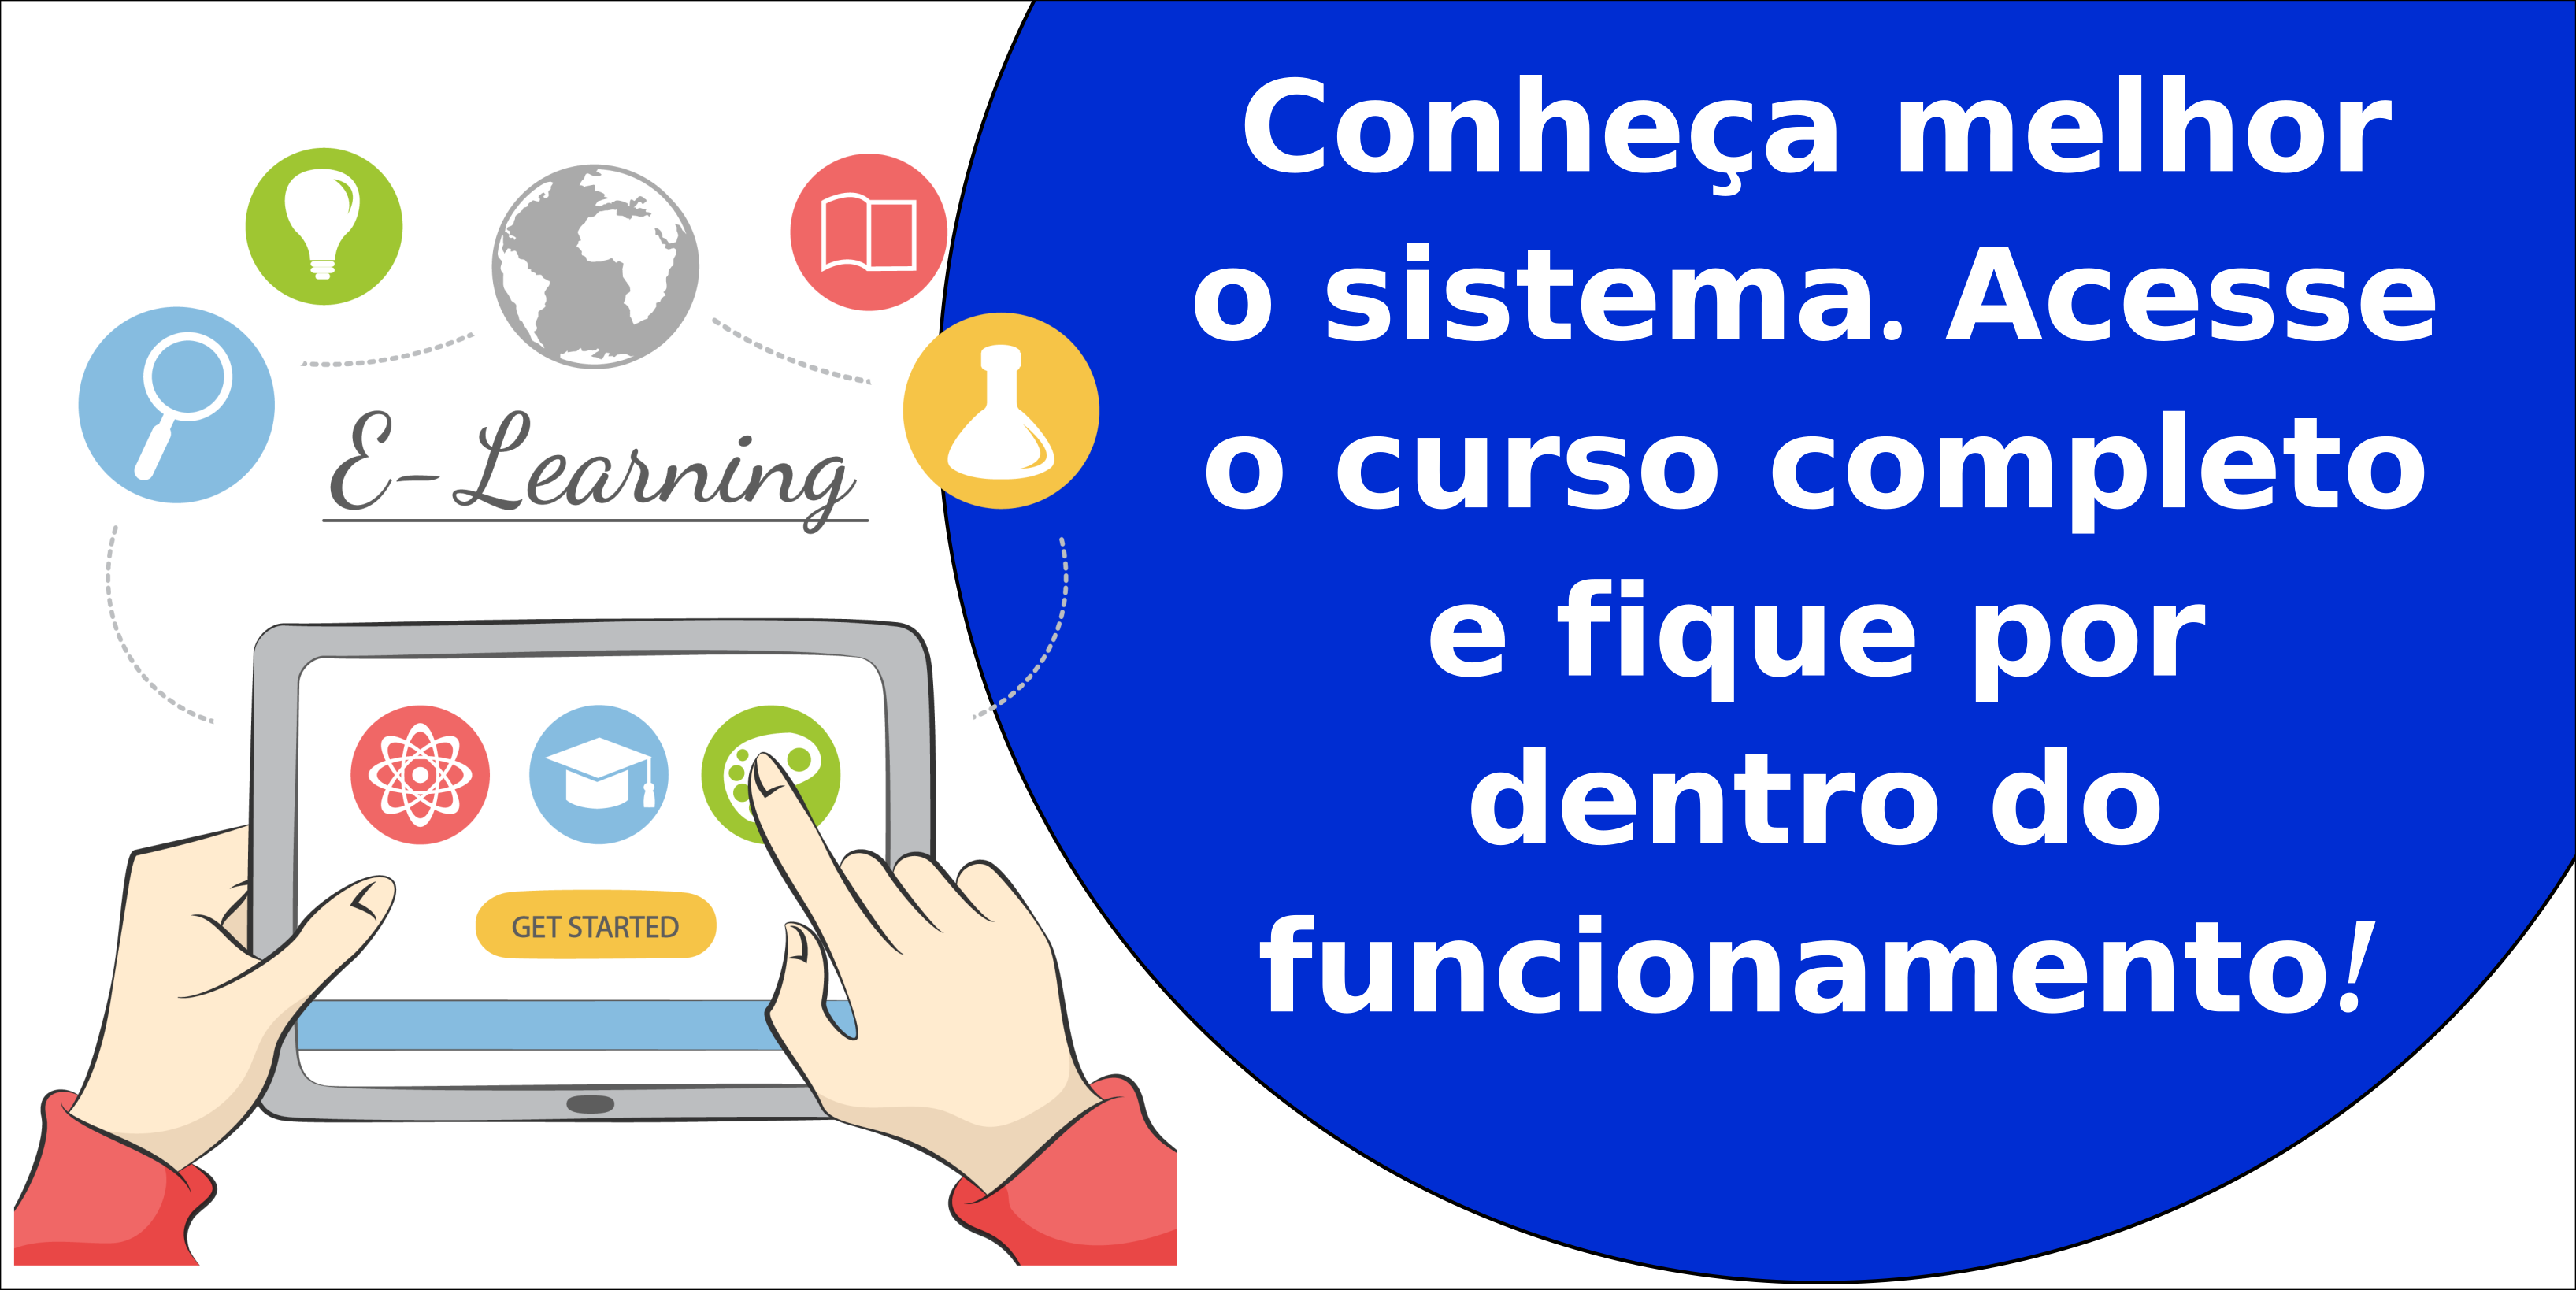 E-Learning
GET STARTED
Conheça melhor
o sistema. Acesse
o curso completo
e fique por
dentro do
funcionamento!